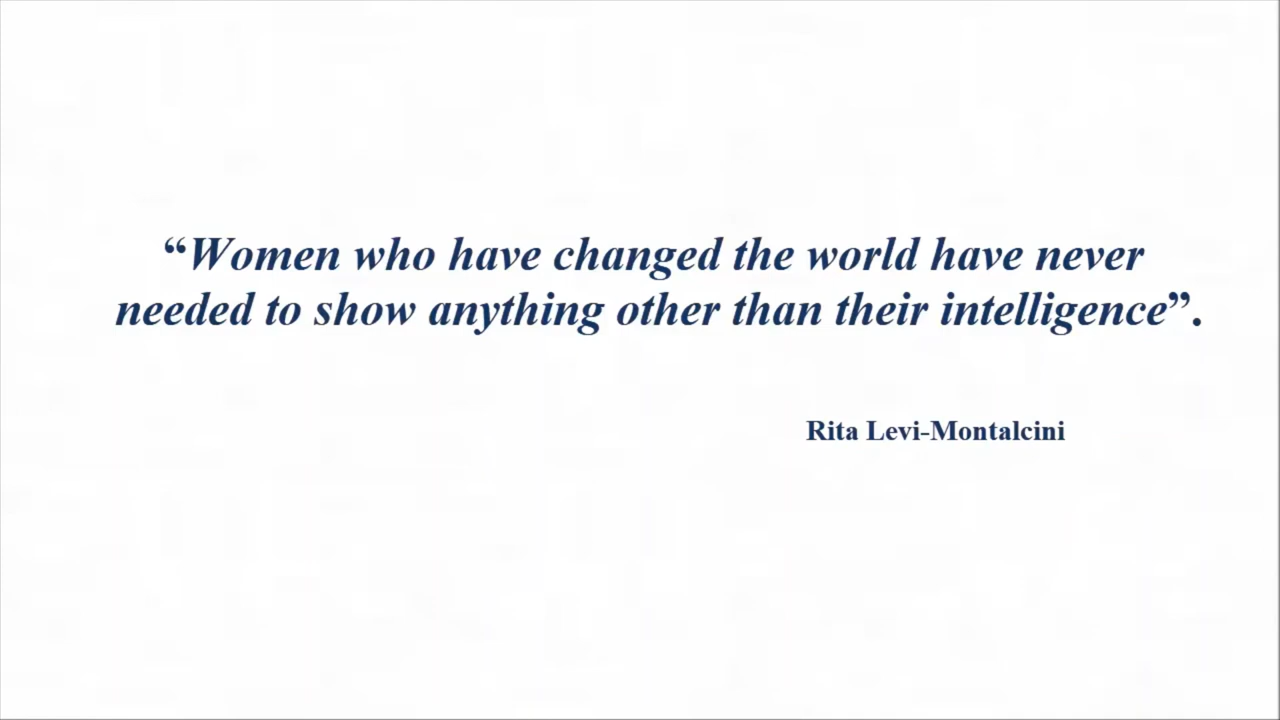 “Women who have changed the world have never
needed to show anything other than their intelligence”.
Rita Levi-Montalcini